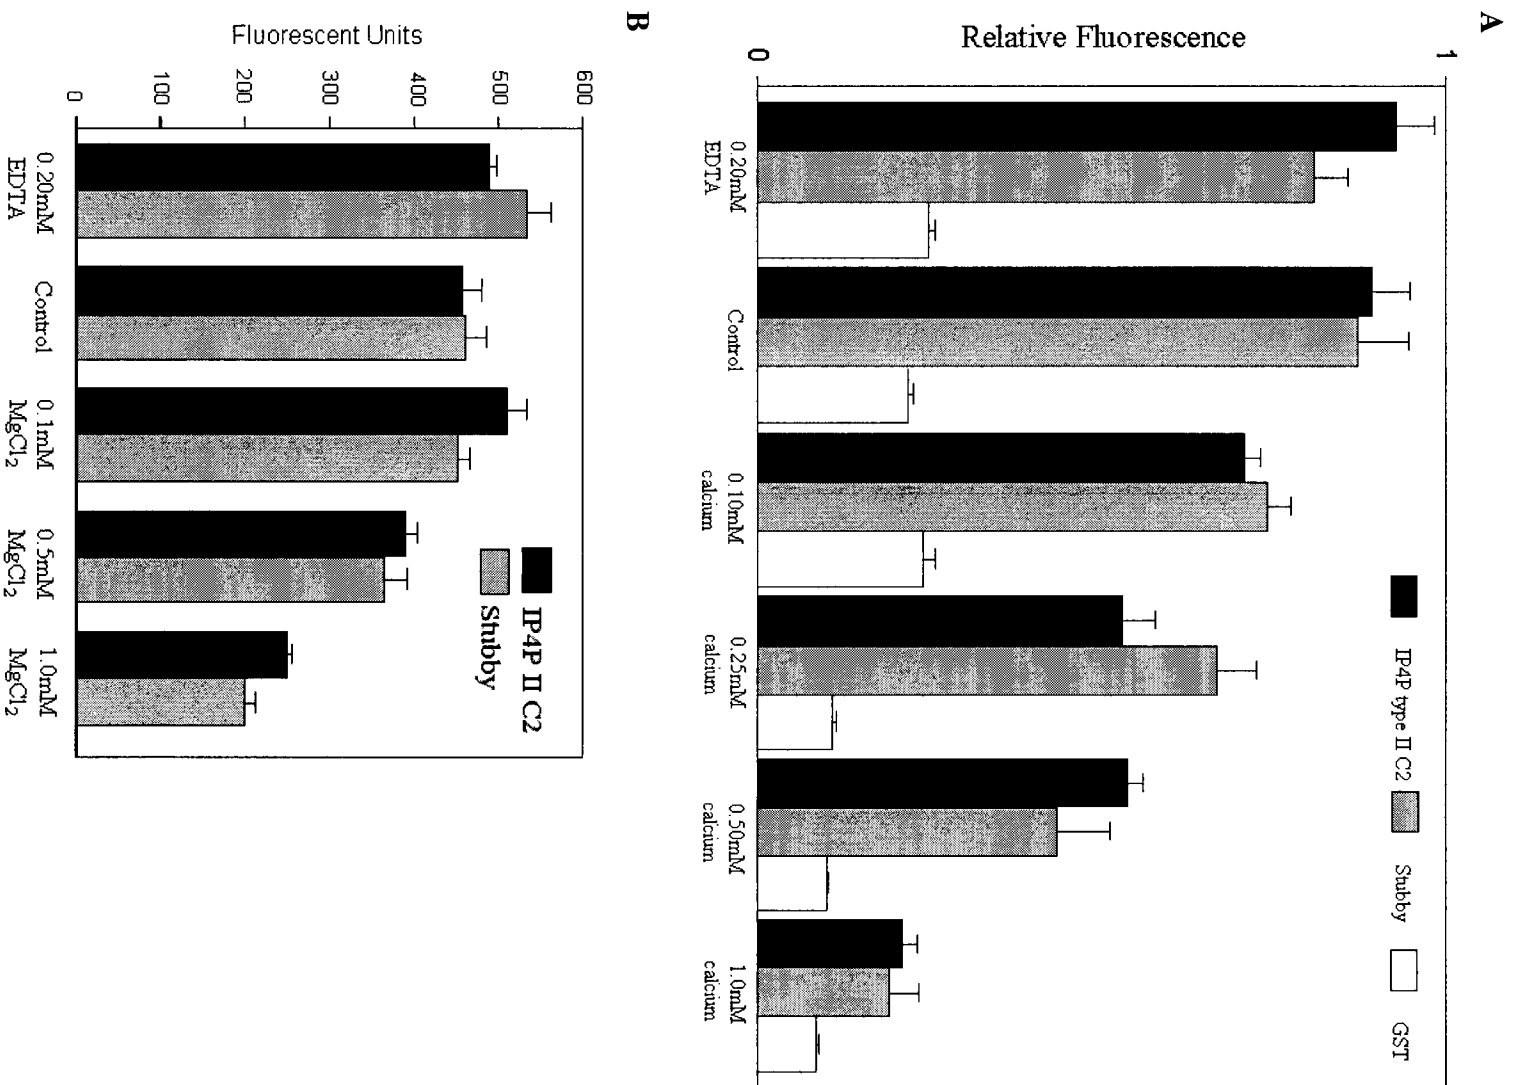 A
Relative Fluorescence
1
0
IP4P type II C2
Stubby
GST
0.20mM
EDTA
Control
0.10mM
calcium
0.25mM
calcium
0.50mM
calcium
1.0mM
calcium
B
Fluorescent Units
600
500
400
300
200
100
0
IP4P II C2
Stubby
0.20mM
EDTA
Control
0.1mM
MgCl₂
0.5mM
MgCl₂
1.0mM
MgCl₂